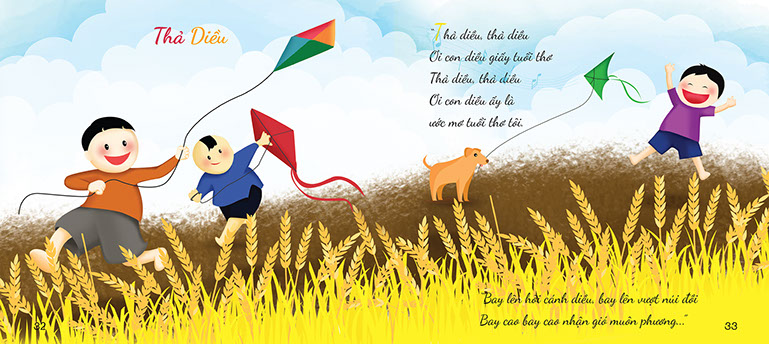 Thả Diều
Thả diều, thả diều
Ơi con diều giấy tuổi thơ
Thả diều, thả diều
Ơi con diều ấy là
ước mơ tuổi thơ tôi.
"Bay lên hỡi cánh diều, bay lên vượt núi đồi
Bay cao bay cao nhận gió muôn phương..."
32
33